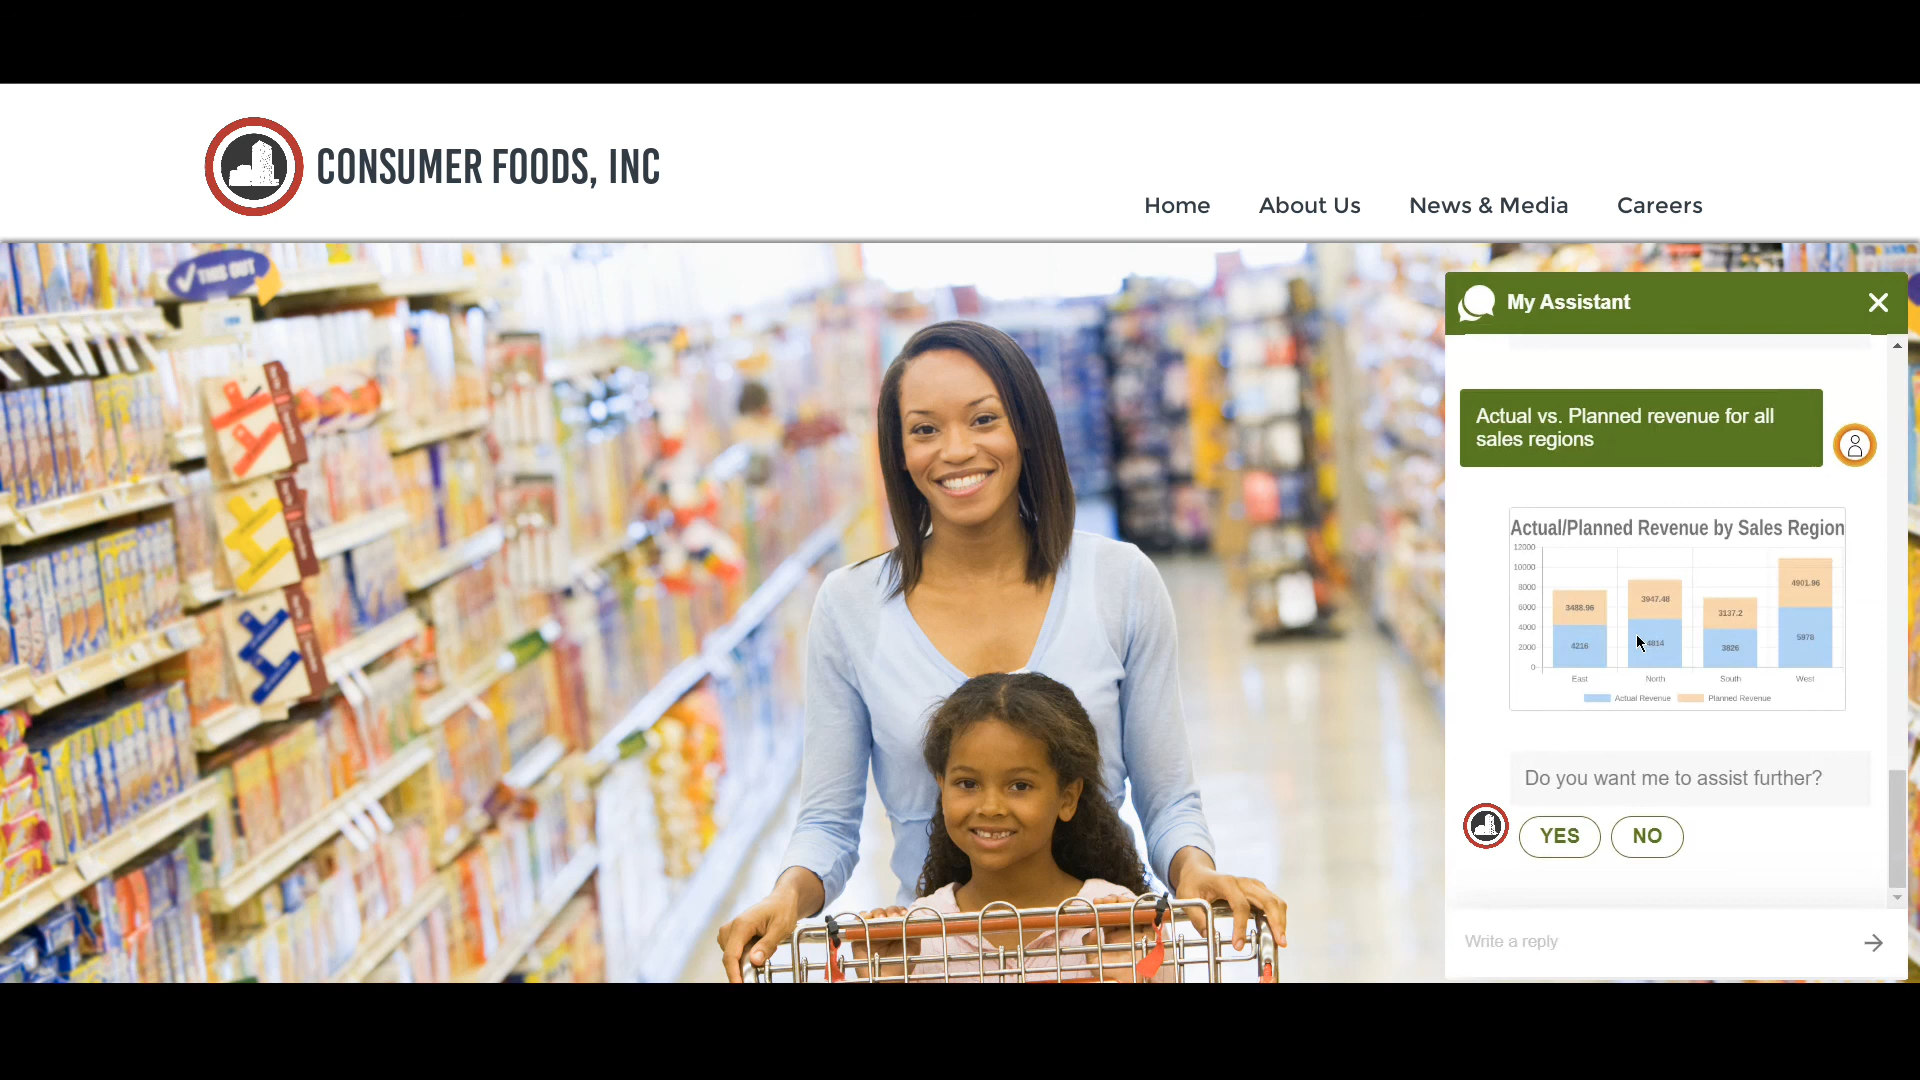 CONSUMER FOODS, INC
Home About Us News & Media Careers
THIS OUT
My Assistant
Actual vs. Planned revenue for all
sales regions
Actual/Planned Revenue by Sales Region
12000
10000
8000
6000
4000
2000
0
3488.96 3947.48 3137.2 4901.96
4216 4814 3826 5978
East North South West
Actual Revenue Planned Revenue
Do you want me to assist further?
YES NO
Write a reply